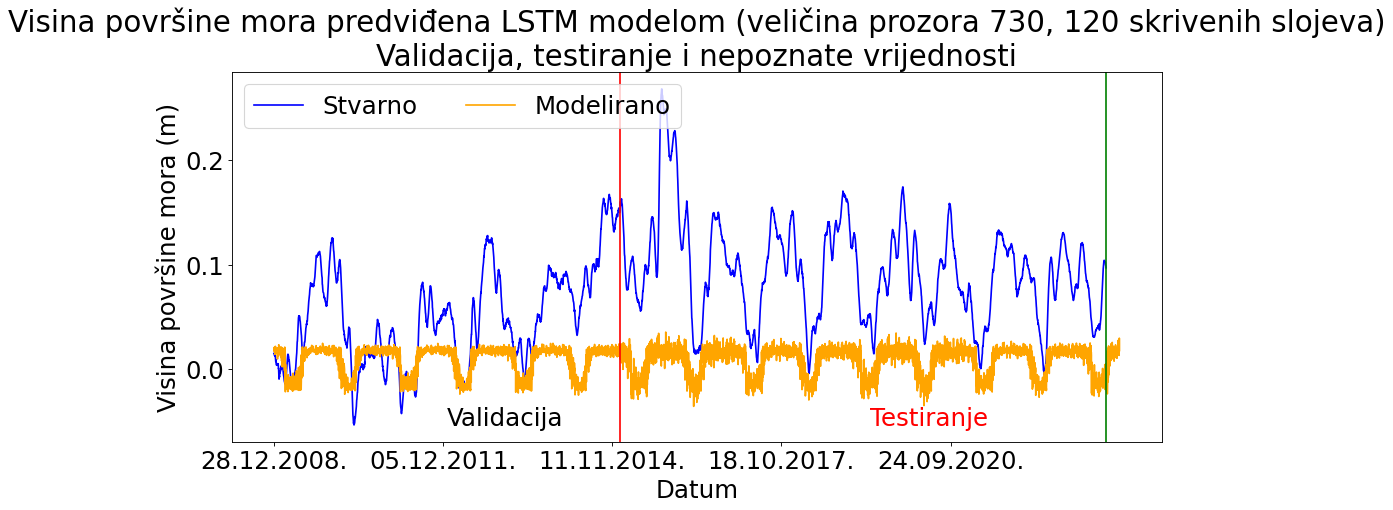 Visina površine mora predviđena LSTM modelom (veličina prozora 730, 120 skrivenih slojeva)
Validacija, testiranje i nepoznate vrijednosti
Stvarno Modelirano
Visina površine mora (m)
0.2
0.1
0.0
Validacija Testiranje
28.12.2008. 05.12.2011. 11.11.2014. 18.10.2017. 24.09.2020.
Datum